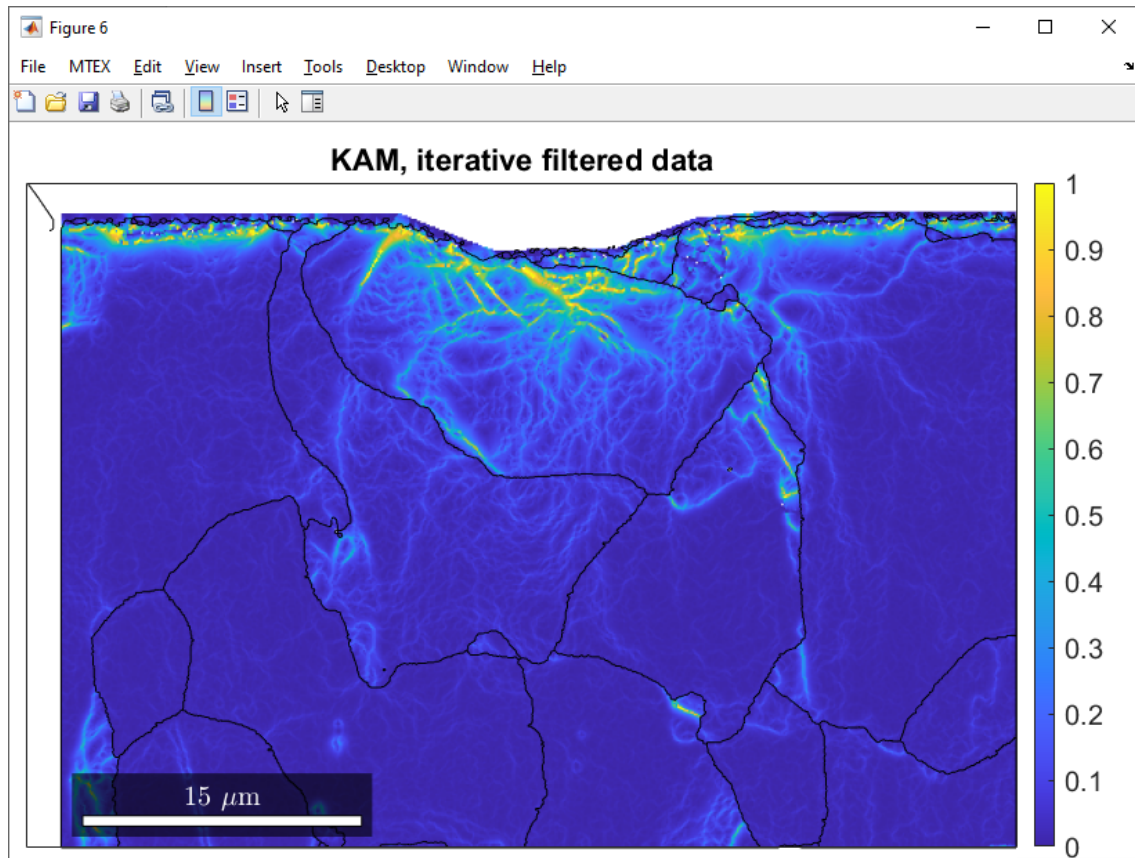 Figure 6
File MTEX Edit View Insert Tools Desktop Window Help
KAM, iterative filtered data
1
0.9
0.8
0.7
0.6
0.5
0.4
0.3
0.2
0.1
0
15 μm